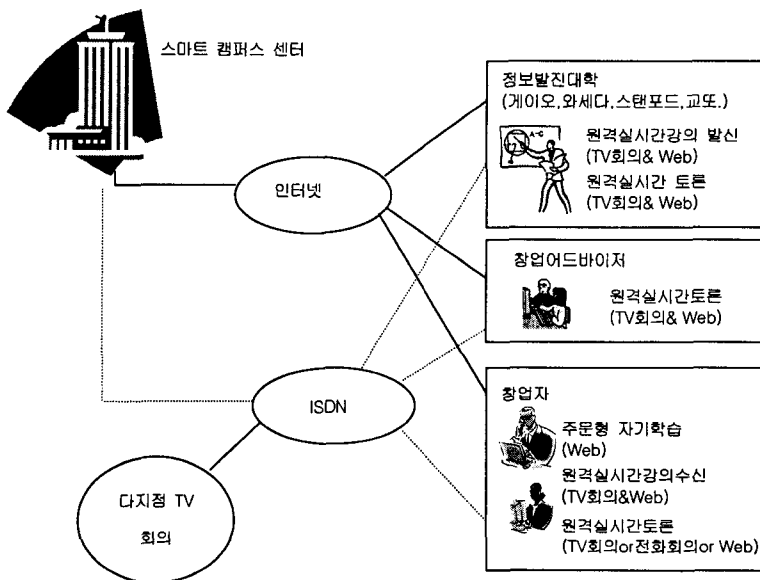 스마트 캠퍼스 센터
인터넷
ISDN
다지점 TV
회의
정보발진대학
(게이오,와세다,스탠포드,교또.)
A-C
원격실시간강의 발신
(TV회의& Web)
원격실시간 토론
(TV회의& Web)
창업어드바이저
원격실시간토론
(TV회의& Web)
창업자
주문형 자기학습
(Web)
원격실시간강의수신
(TV회의&Web)
원격실시간토론
(TV회의or전화회의or Web)